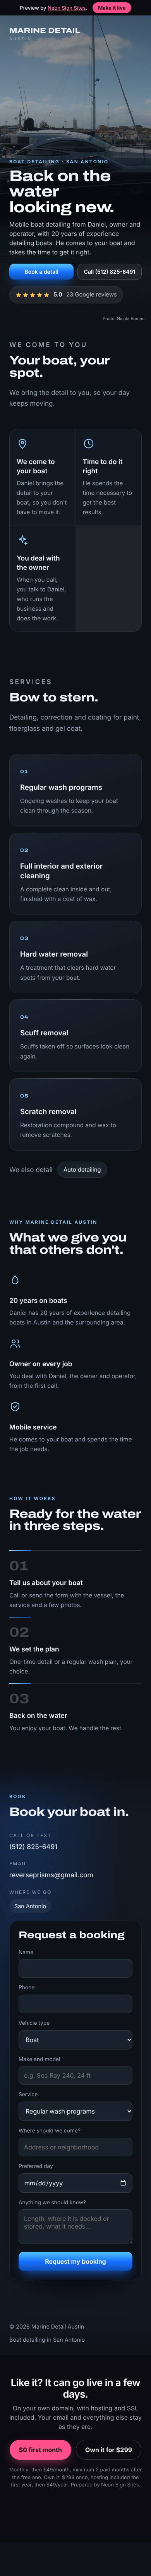 Preview by Neon Sign Sites. Make it live
MARINE DETAIL
AUSTIN
BOAT DETAILING · SAN ANTONIO
Back on the
water
looking new.
Mobile boat detailing from Daniel, owner and
operator, with 20 years of experience
detailing boats. He comes to your boat and
takes the time to get it right.
Book a detail Call (512) 825-6491
★★★★★ 5.0 23 Google reviews
Photo: Nicola Romani
WE COME TO YOU
Your boat, your
spot.
We bring the detail to you, so your day
keeps moving.
We come to
your boat
Daniel brings the
detail to your
boat, so you don't
have to move it.
Time to do it
right
He spends the
time necessary to
get the best
results.
You deal with
the owner
When you call,
you talk to Daniel,
who runs the
business and
does the work.
SERVICES
Bow to stern.
Detailing, correction and coating for paint,
fiberglass and gel coat.
01
Regular wash programs
Ongoing washes to keep your boat
clean through the season.
02
Full interior and exterior
cleaning
A complete clean inside and out,
finished with a coat of wax.
03
Hard water removal
A treatment that clears hard water
spots from your boat.
04
Scuff removal
Scuffs taken off so surfaces look clean
again.
05
Scratch removal
Restoration compound and wax to
remove scratches.
We also detail Auto detailing
WHY MARINE DETAIL AUSTIN
What we give you
that others don't.
20 years on boats
Daniel has 20 years of experience detailing
boats in Austin and the surrounding area.
Owner on every job
You deal with Daniel, the owner and operator,
from the first call.
Mobile service
He comes to your boat and spends the time
the job needs.
HOW IT WORKS
Ready for the water
in three steps.
01
Tell us about your boat
Call or send the form with the vessel, the
service and a few photos.
02
We set the plan
One-time detail or a regular wash plan, your
choice.
03
Back on the water
You enjoy your boat. We handle the rest.
BOOK
Book your boat in.
CALL OR TEXT
(512) 825-6491
EMAIL
reverseprisms@gmail.com
WHERE WE GO
San Antonio
Request a booking
Name
Phone
Vehicle type
Boat
Make and model
e.g. Sea Ray 240, 24 ft
Service
Regular wash programs
Where should we come?
Address or neighborhood
Preferred day
mm/dd/yyyy
Anything we should know?
Length, where it is docked or
stored, what it needs...
Request my booking
© 2026 Marine Detail Austin
Boat detailing in San Antonio
Like it? It can go live in a few
days.
On your own domain, with hosting and SSL
included. Your email and everything else stay
as they are.
$0 first month Own it for $299
Monthly: then $49/month, minimum 2 paid months after
the free one. Own it: $299 once, hosting included the
first year, then $49/year. Prepared by Neon Sign Sites.